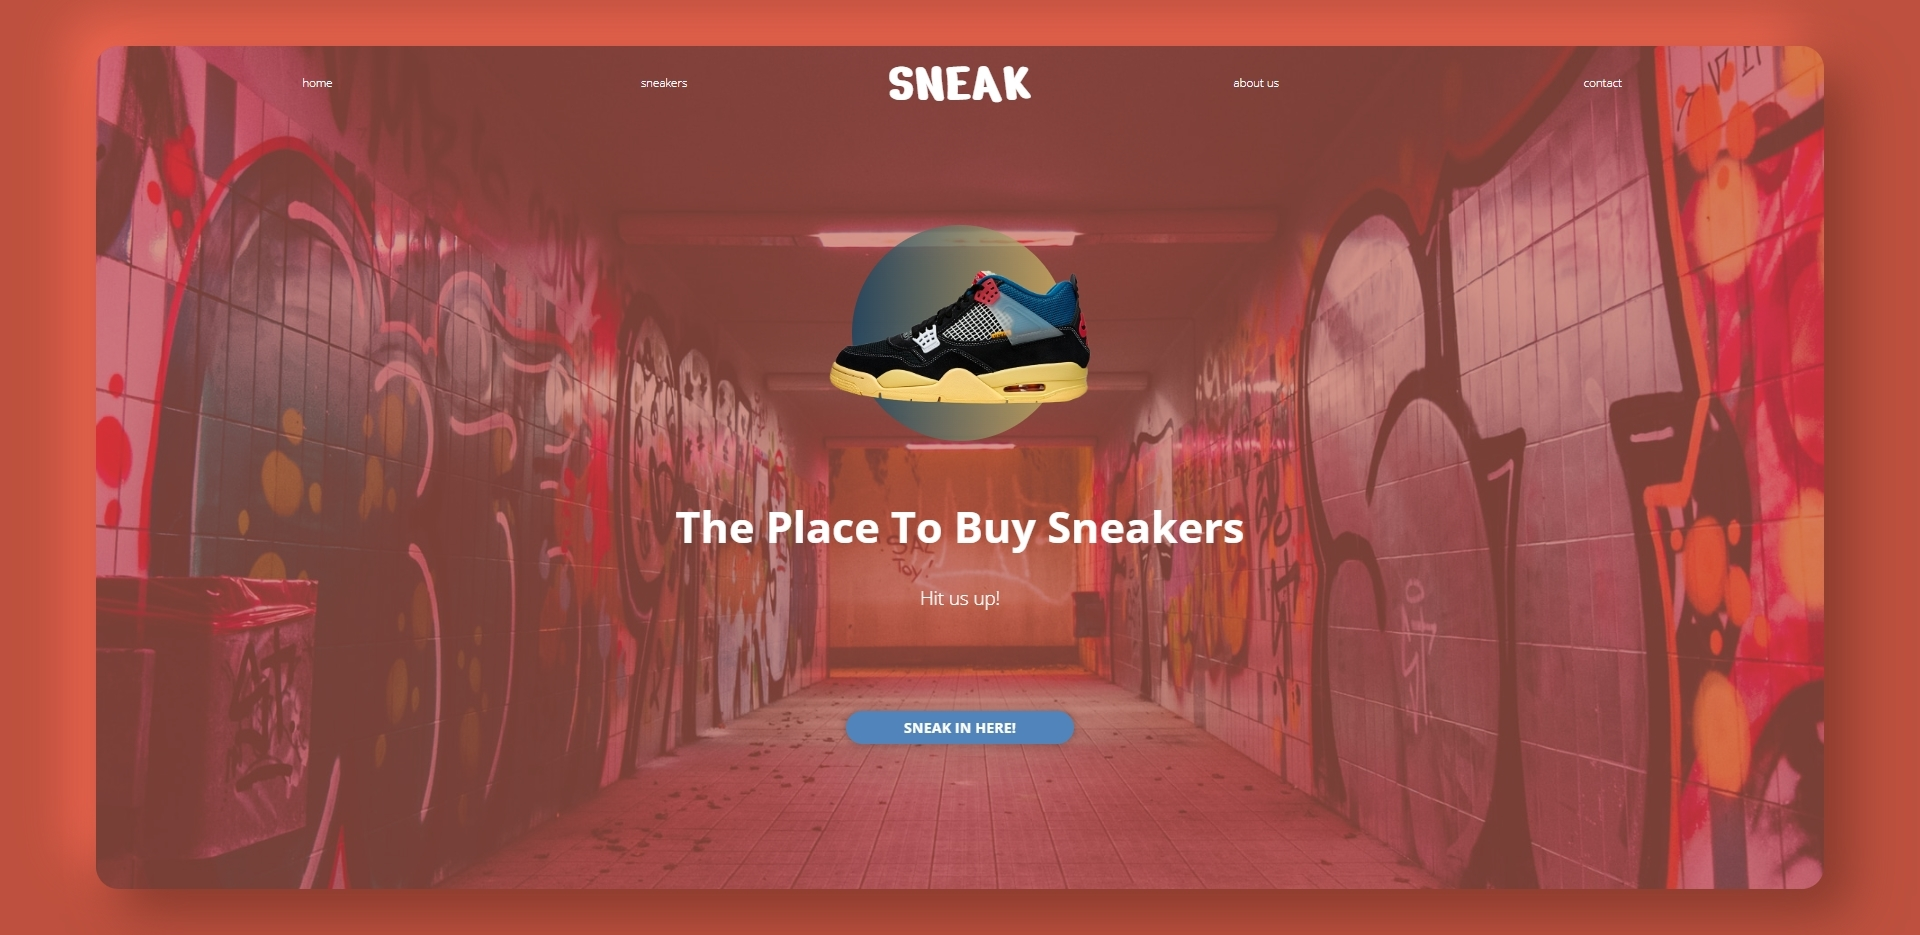 home
sneakers
SNEAK
about us
contact
The Place To Buy Sneakers
Hit us up!
SNEAK IN HERE!